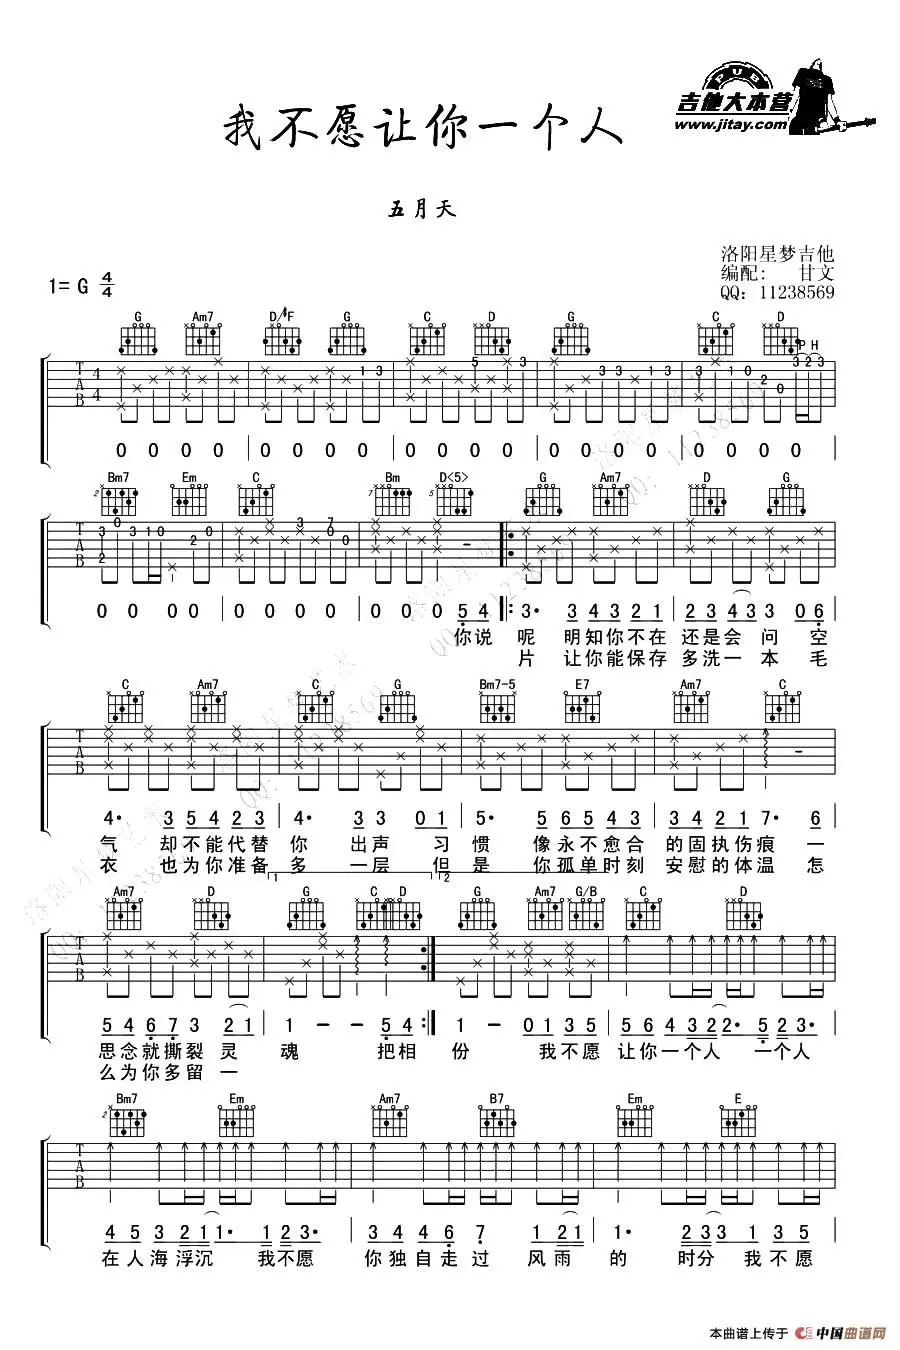 PUB
吉他大本营
www.jitay.com
我不愿让你一个人
五月天
洛阳星梦吉他
编配: 甘文
QQ: 11238569
1= G 4/4
G Am7 D/#F G C D G C D
P H
T A B 4 4
0 0 0 0 | 0 0 0 0 | 0 0 0 0 | 0 0 0 0 | 0 0 0 0
Bm7 Em C Bm D<5> G Am7 D G
T A B
0 0 0 0 | 0 0 0 0 | 0 0 0 5 4 |: 3· 3 4 3 2 1 | 2 3 4 3 3 0 6
你说 呢 明知你不在 还是会 问 空
片 让你能保存 多洗一 本 毛
C Am7 C G Bm7-5 E7 Am7 C
T A B
4· 3 5 4 2 3 | 4· 3 3 0 1 | 5· 5 6 5 4 3 | 3 4 3 2 1 7· 6
气 却不能代替 你 出声 习 惯 像永不愈合 的固执伤痕 一
衣 也为你准备 多 一层 但 是 你孤单时刻 安慰的体温 怎
1 2
Am7 D G C D G Am7 G/B C D
T A B
5 4 6 7 3 2 1 | 1 - - 5 4 :| 1 - 0 1 3 5 | 5 6 4 3 2 2· 5 2 3
思念就撕裂 灵 魂 把相 份 我不愿 让你一个人 一个人
么为你多留 一
Bm7 Em Am7 B7 Em E
T A B
4 5 3 2 1 1· 1 2 3· | 3 4 4 6 7 1 2 1 | 1· 2 3 3 3 5
在人海浮沉 我不愿 你独自走过 风雨 的 时分 我不愿
本曲谱上传于 中国曲谱网